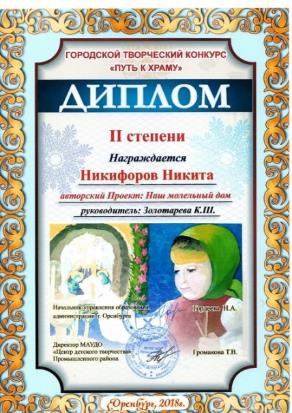 ГОРОДСКОЙ ТВОРЧЕСКИЙ КОНКУРС
«ПУТЬ К ХРАМУ»
ДИПЛОМ
II степени
Награждается
Никифоров Никита
авторский Проект: Наш молельный дом
руководитель: Золотарева К.Ш.
Начальник управления образования
администрации г. Оренбурга
Гордеева Н.А.
Директор МАУДО
«Центр детского творчества»
Промышленного района
Громакова Т.В.
Оренбург, 2018г.